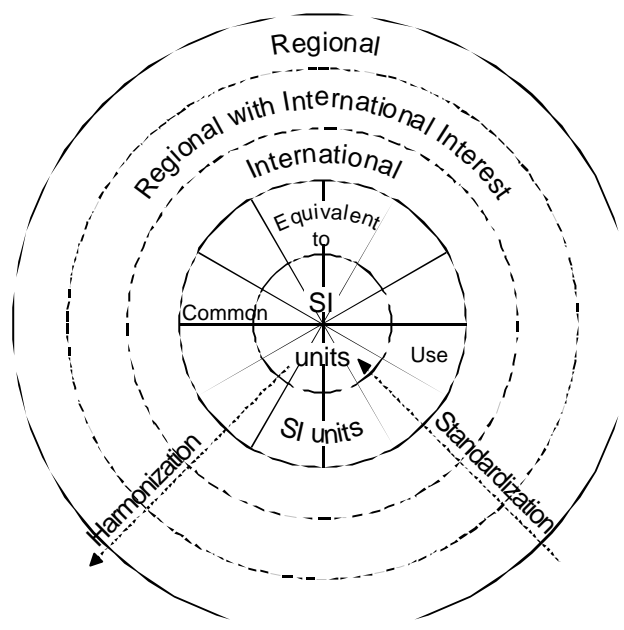 Regional
Regional with International Interest
International
Equivalent
to
SI
Common
units
Use
SI units
Harmonization
Standardization